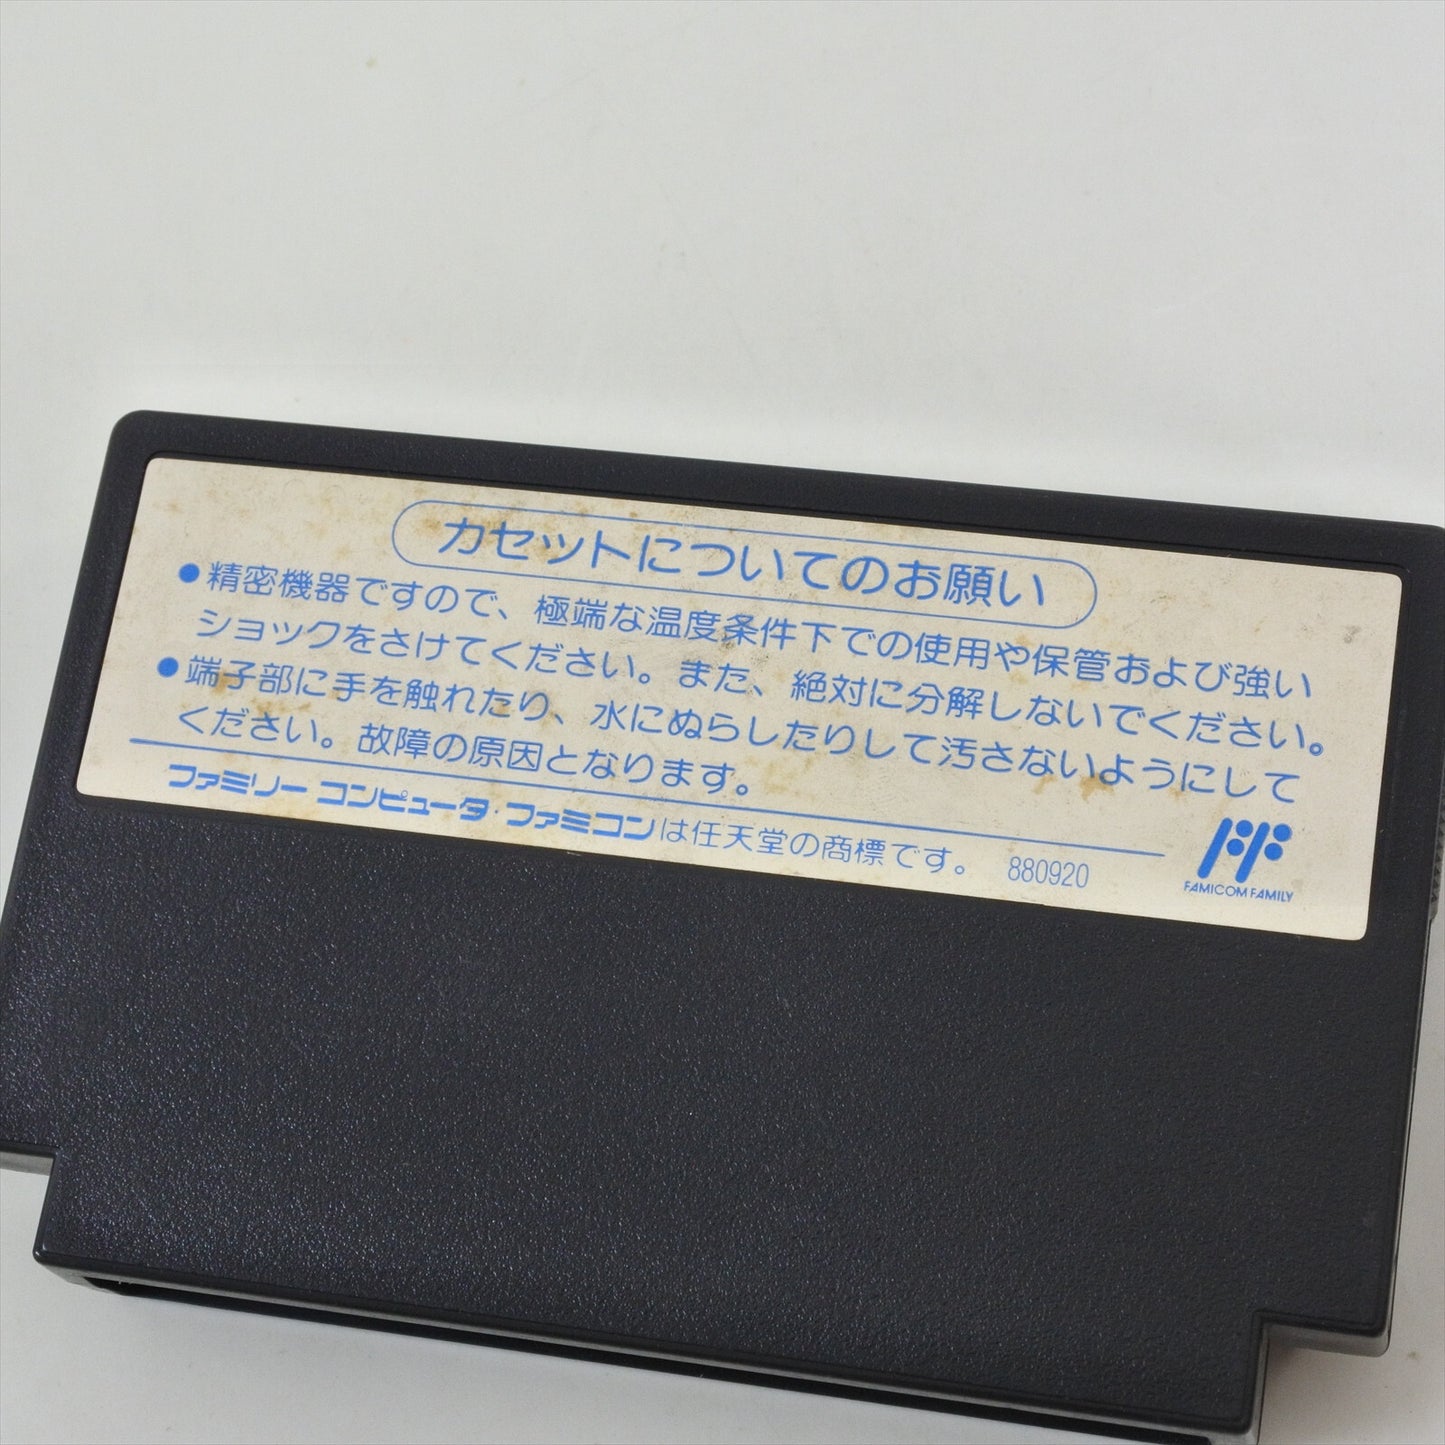 カセットについてのお願い
●精密機器ですので、極端な温度条件下での使用や保管および強い
ショックをさけてください。また、絶対に分解しないでください。
●端子部に手を触れたり、水にぬらしたりして汚さないようにして
ください。故障の原因となります。
ファミリーコンピュータ・ファミコンは任天堂の商標です。 880920
FAMICOM FAMILY